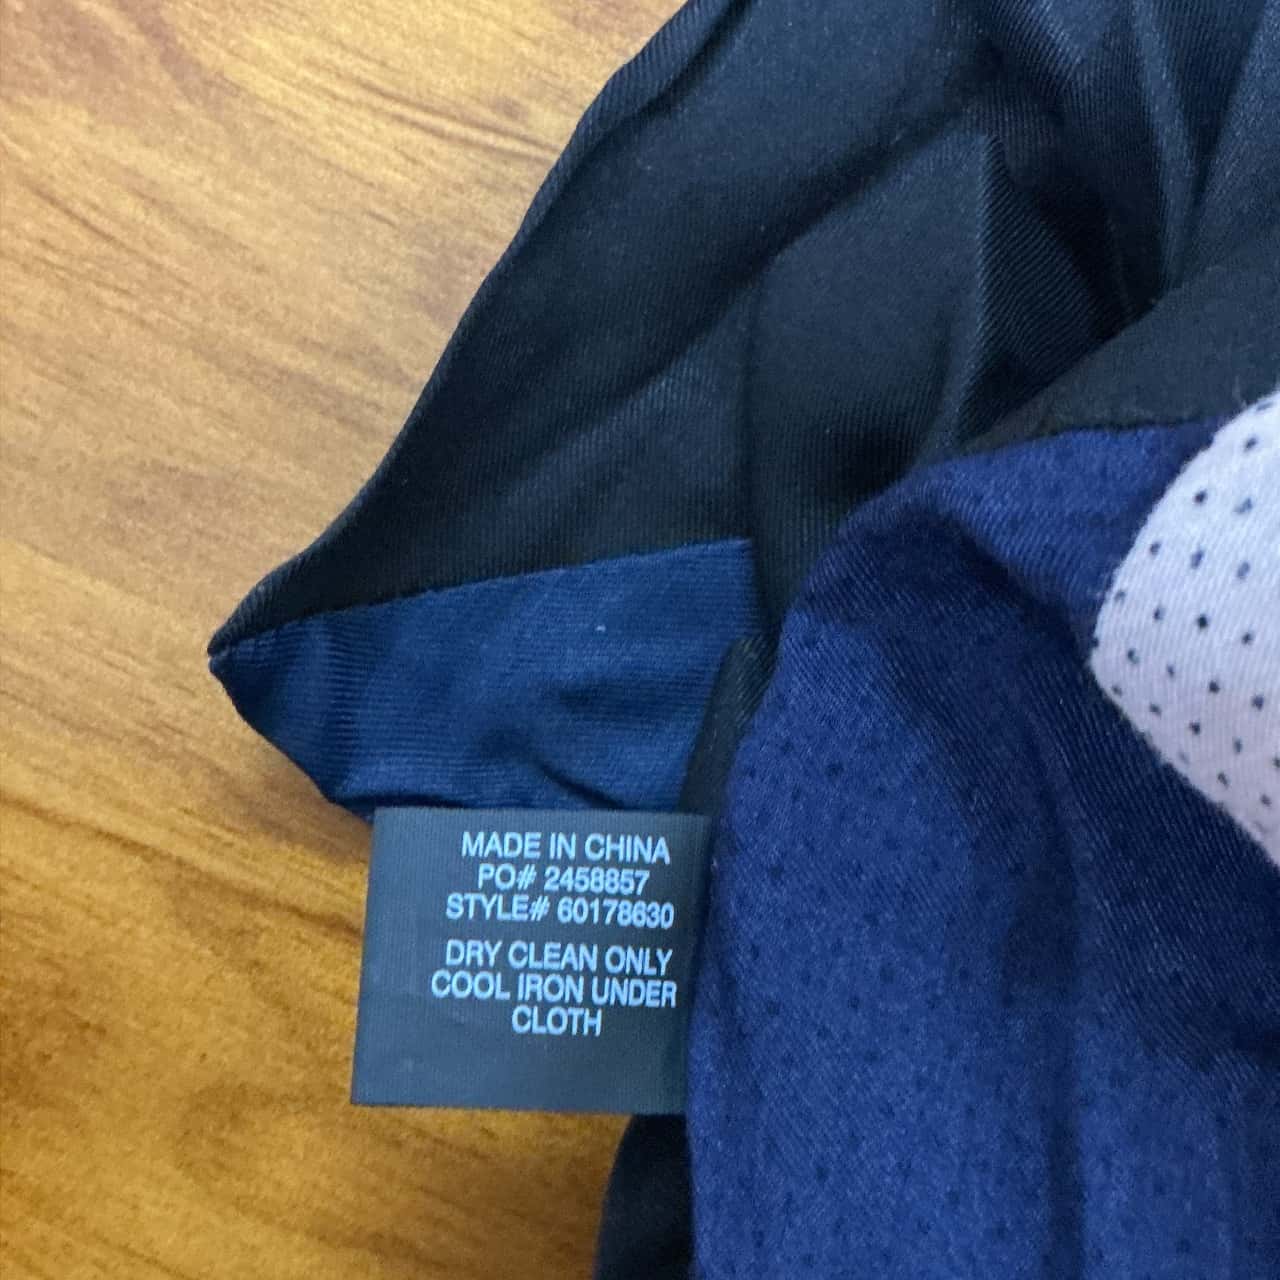 MADE IN CHINA
PO# 2458857
STYLE# 60178630
DRY CLEAN ONLY
COOL IRON UNDER
CLOTH